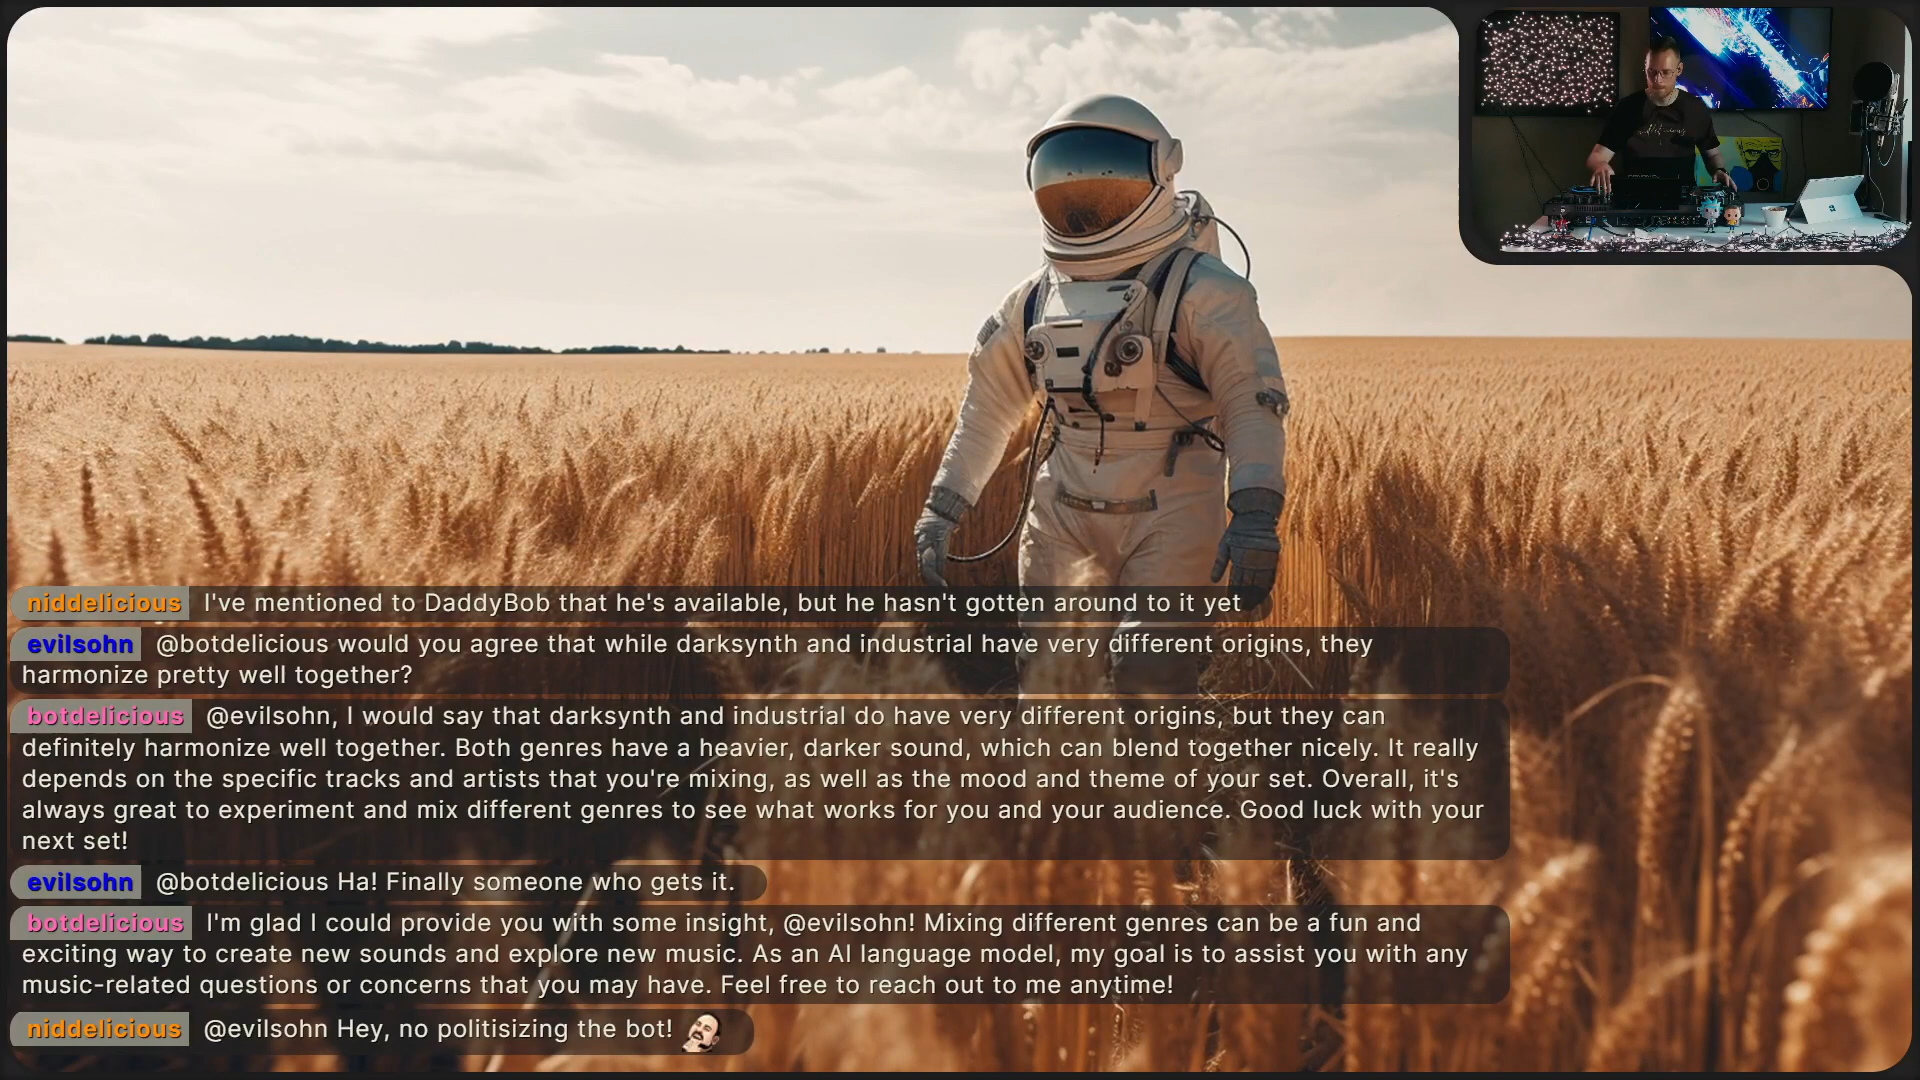 niddelicious I've mentioned to DaddyBob that he's available, but he hasn't gotten around to it yet
evilsohn @botdelicious would you agree that while darksynth and industrial have very different origins, they
harmonize pretty well together?
botdelicious @evilsohn, I would say that darksynth and industrial do have very different origins, but they can
definitely harmonize well together. Both genres have a heavier, darker sound, which can blend together nicely. It really
depends on the specific tracks and artists that you're mixing, as well as the mood and theme of your set. Overall, it's
always great to experiment and mix different genres to see what works for you and your audience. Good luck with your
next set!
evilsohn @botdelicious Ha! Finally someone who gets it.
botdelicious I'm glad I could provide you with some insight, @evilsohn! Mixing different genres can be a fun and
exciting way to create new sounds and explore new music. As an AI language model, my goal is to assist you with any
music-related questions or concerns that you may have. Feel free to reach out to me anytime!
niddelicious @evilsohn Hey, no politisizing the bot!